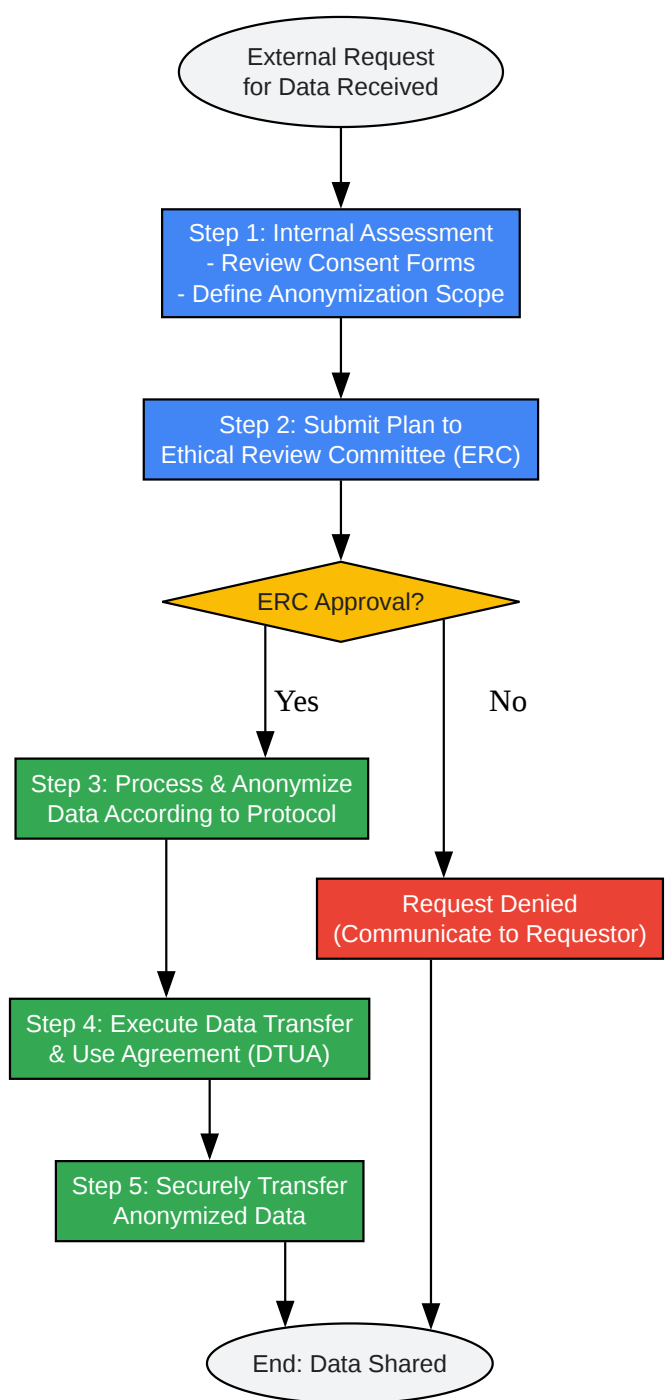 External Request
for Data Received
Step 1: Internal Assessment
- Review Consent Forms
- Define Anonymization Scope
Step 2: Submit Plan to
Ethical Review Committee (ERC)
ERC Approval?
Yes
No
Step 3: Process & Anonymize
Data According to Protocol
Request Denied
(Communicate to Requestor)
Step 4: Execute Data Transfer
& Use Agreement (DTUA)
Step 5: Securely Transfer
Anonymized Data
End: Data Shared